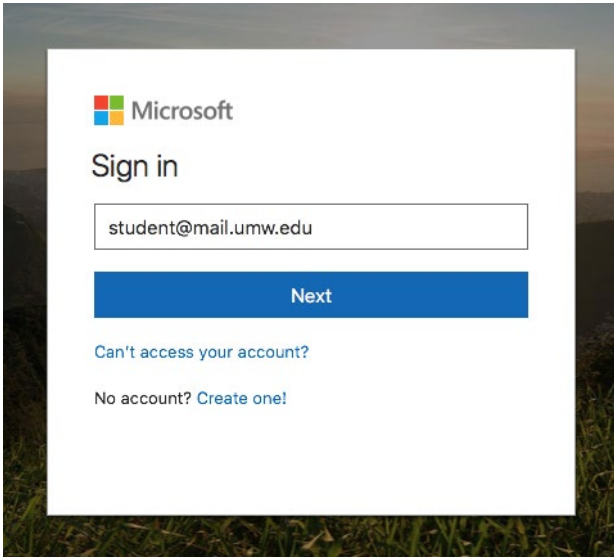 Microsoft
Sign in
student@mail.umw.edu
Next
Can't access your account?
No account? Create one!